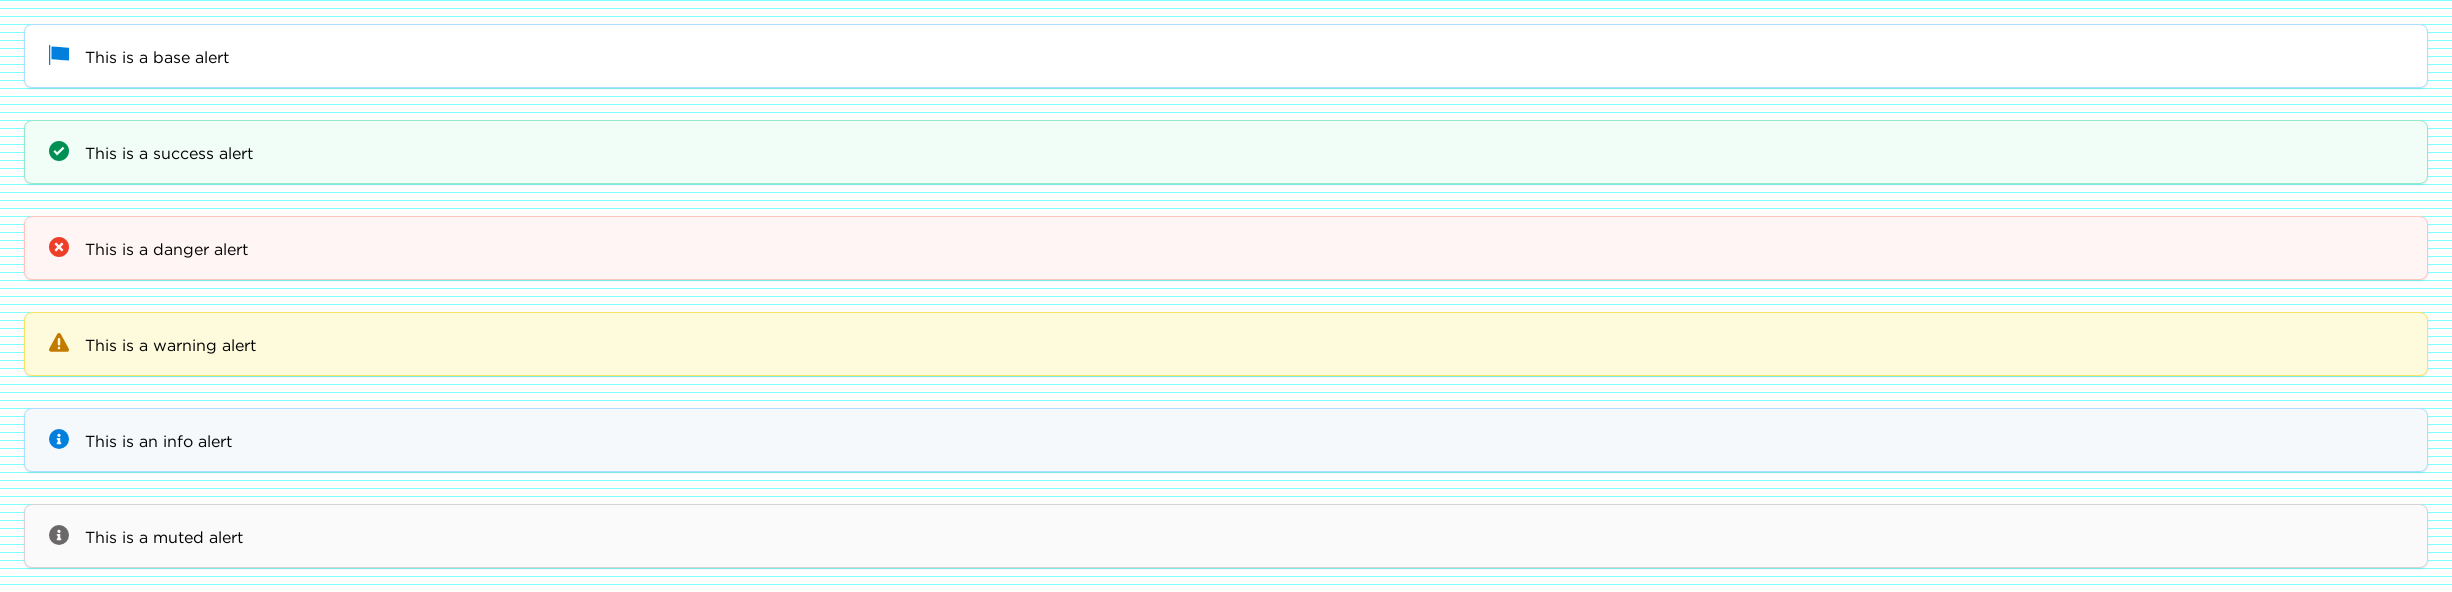 This is a base alert
This is a success alert
This is a danger alert
This is a warning alert
This is an info alert
This is a muted alert